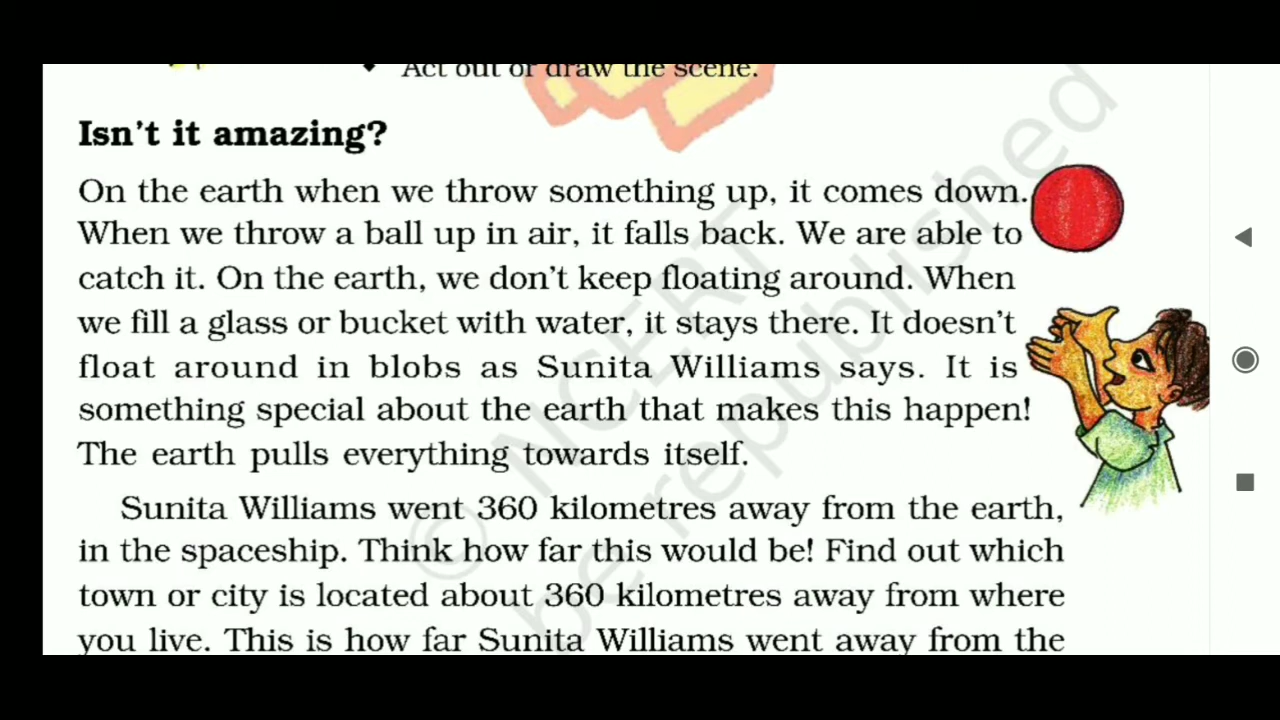 Act out or draw the scene.
Isn't it amazing?
On the earth when we throw something up, it comes down.
When we throw a ball up in air, it falls back. We are able to
catch it. On the earth, we don't keep floating around. When
we fill a glass or bucket with water, it stays there. It doesn't
float around in blobs as Sunita Williams says. It is
something special about the earth that makes this happen!
The earth pulls everything towards itself.
Sunita Williams went 360 kilometres away from the earth,
in the spaceship. Think how far this would be! Find out which
town or city is located about 360 kilometres away from where
you live. This is how far Sunita Williams went away from the
© NCERT
be republished